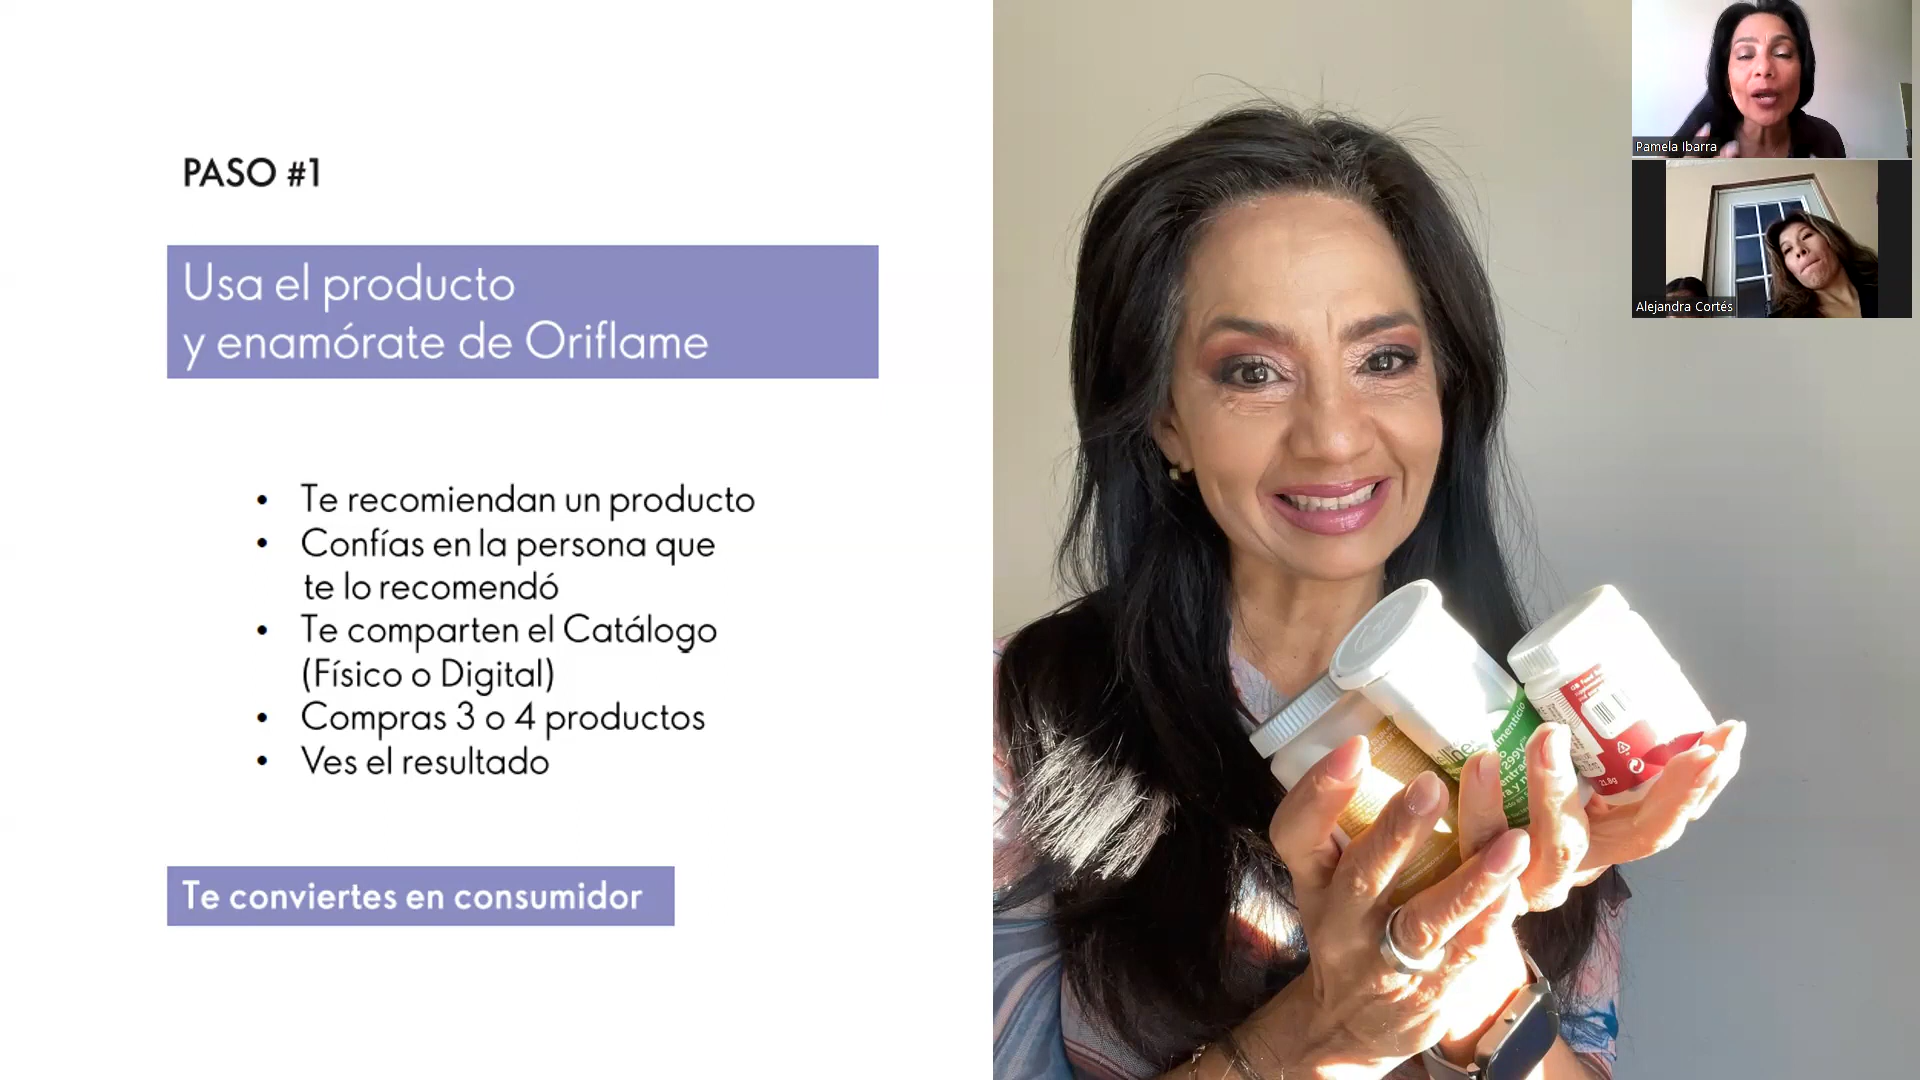 PASO #1
Usa el producto
y enamórate de Oriflame
• Te recomiendan un producto
• Confías en la persona que
te lo recomendó
• Te comparten el Catálogo
(Físico o Digital)
• Compras 3 o 4 productos
• Ves el resultado
Te conviertes en consumidor
Pamela Ibarra
Alejandra Cortés
21.8g